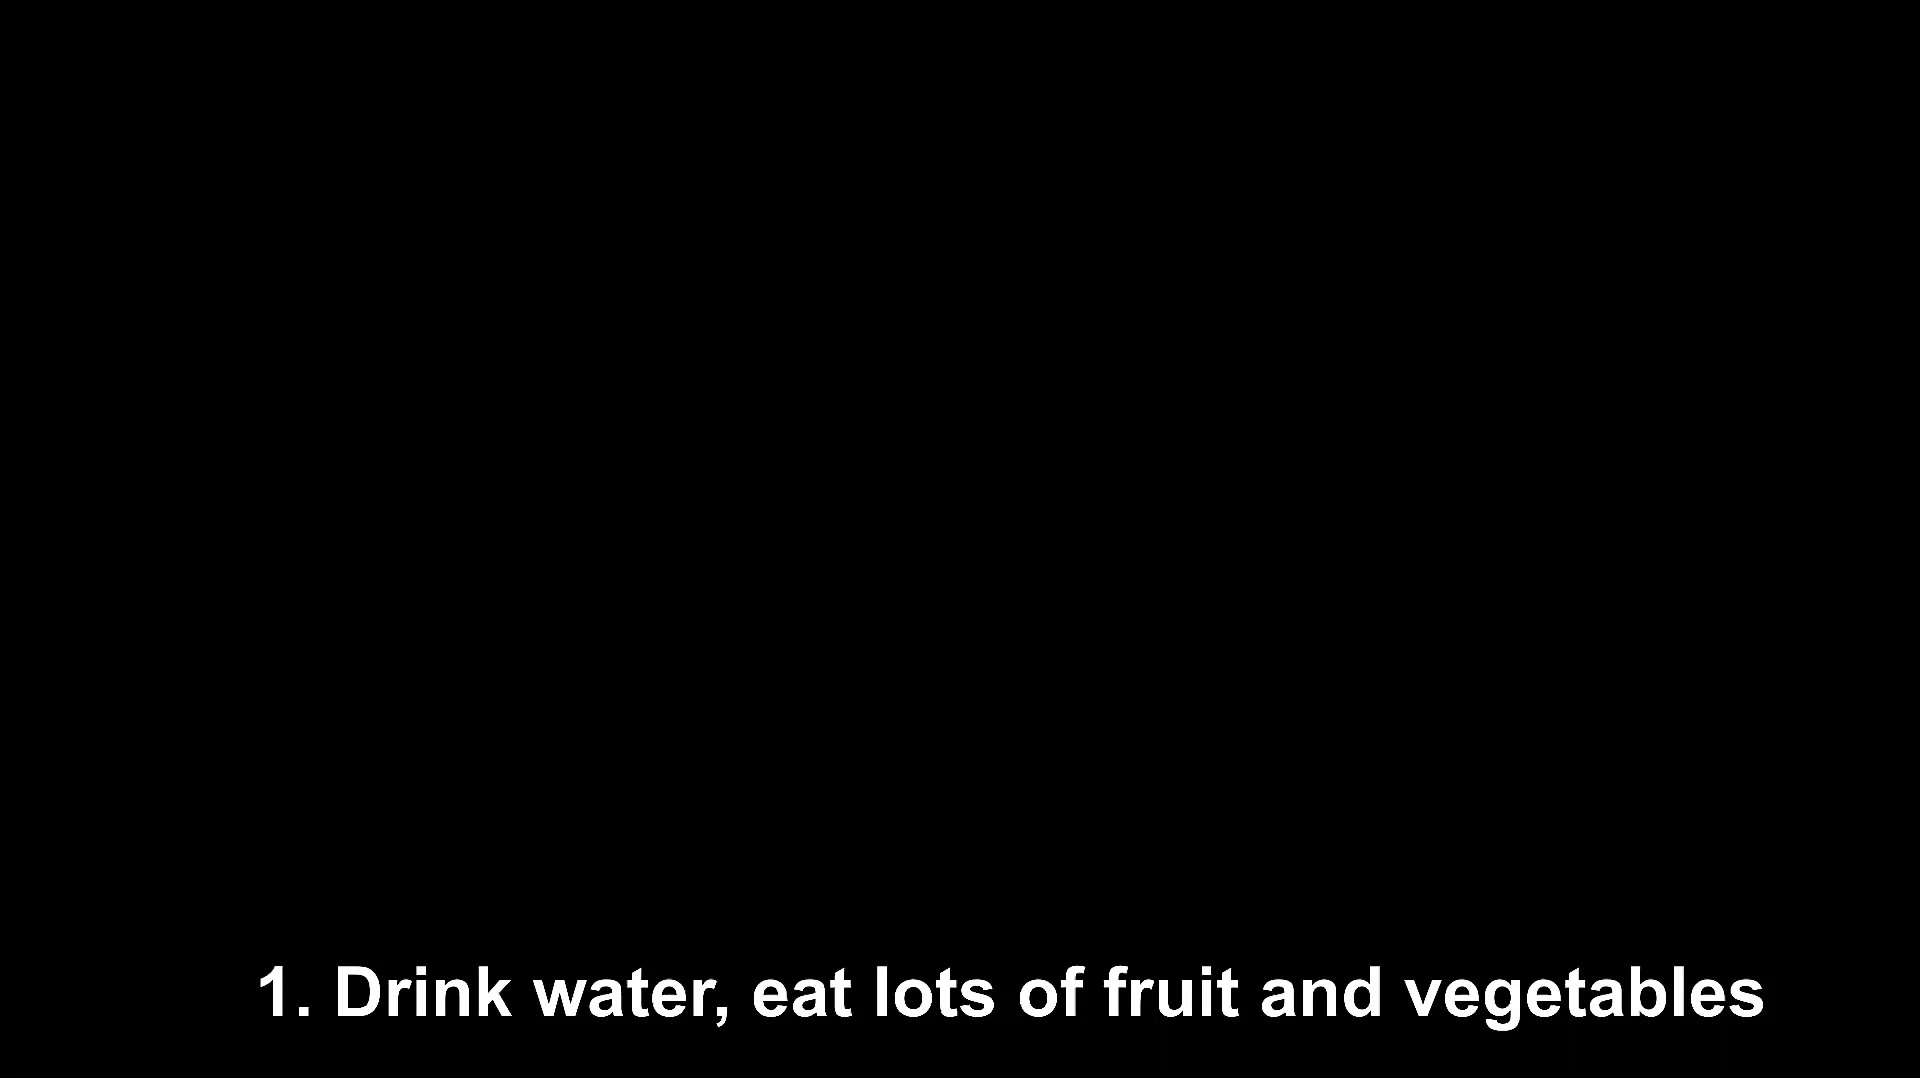 1. Drink water, eat lots of fruit and vegetables